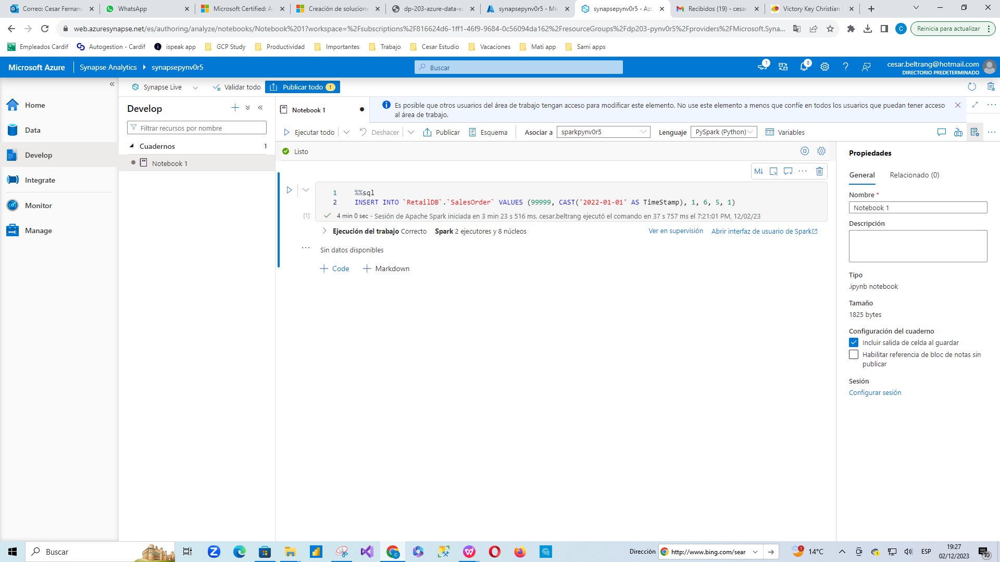 Correo: Cesar Fernan
WhatsApp
Microsoft Certified: A
Creación de solucione
dp-203-azure-data-e
synapsepynv0r5 - Mi
synapsepynv0r5 - Azu
Recibidos (19) - cesar
Victory Key Christian
web.azuresynapse.net/es/authoring/analyze/notebooks/Notebook%201?workspace=%2Fsubscriptions%2F816624d6-1ff1-46f9-9684-0c56094da162%2FresourceGroups%2Fdp203-pynv0r5%2Fproviders%2FMicrosoft.Syna...
C
Reinicia para actualizar
Empleados Cardif
Autogestion - Cardif
ispeak app
GCP Study
Productividad
Importantes
Trabajo
Cesar Estudio
Vacaciones
Mati app
Sami apps
Microsoft Azure
Synapse Analytics
synapsepynv0r5
Buscar
1
8
cesar.beltrang@hotmail.com
DIRECTORIO PREDETERMINADO
Synapse Live
Validar todo
Publicar todo 1
Home
Data
Develop
Integrate
Monitor
Manage
Develop
Filtrar recursos por nombre
Cuadernos 1
Notebook 1
Notebook 1
Es posible que otros usuarios del área de trabajo tengan acceso para modificar este elemento. No use este elemento a menos que confíe en todos los usuarios que puedan tener acceso
al área de trabajo.
Ejecutar todo
Deshacer
Publicar
Esquema
Asociar a
sparkpynv0r5
Lenguaje
PySpark (Python)
Variables
Listo
M↓
1 %%sql
2 INSERT INTO `RetailDB`.`SalesOrder` VALUES (99999, CAST('2022-01-01' AS TimeStamp), 1, 6, 5, 1)
[1]
4 min 0 sec - Sesión de Apache Spark iniciada en 3 min 23 s 516 ms. cesar.beltrang ejecutó el comando en 37 s 757 ms el 7:21:01 PM, 12/02/23
Ejecución del trabajo Correcto Spark 2 ejecutores y 8 núcleos
Ver en supervisión
Abrir interfaz de usuario de Spark
Sin datos disponibles
Code
Markdown
Propiedades
General
Relacionado (0)
Nombre *
Notebook 1
Descripción
Tipo
.ipynb notebook
Tamaño
1825 bytes
Configuración del cuaderno
Incluir salida de celda al guardar
Habilitar referencia de bloc de notas sin
publicar
Sesión
Configurar sesión
Buscar
Dirección
http://www.bing.com/sear
1
14°C
ESP
19:27
02/12/2023
10